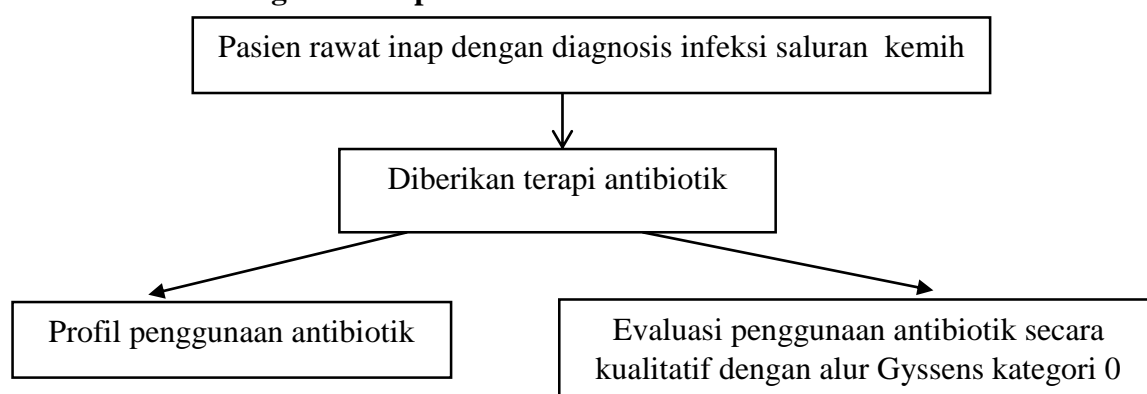 Pasien rawat inap dengan diagnosis infeksi saluran kemih
Diberikan terapi antibiotik
Profil penggunaan antibiotik
Evaluasi penggunaan antibiotik secara
kualitatif dengan alur Gyssens kategori 0